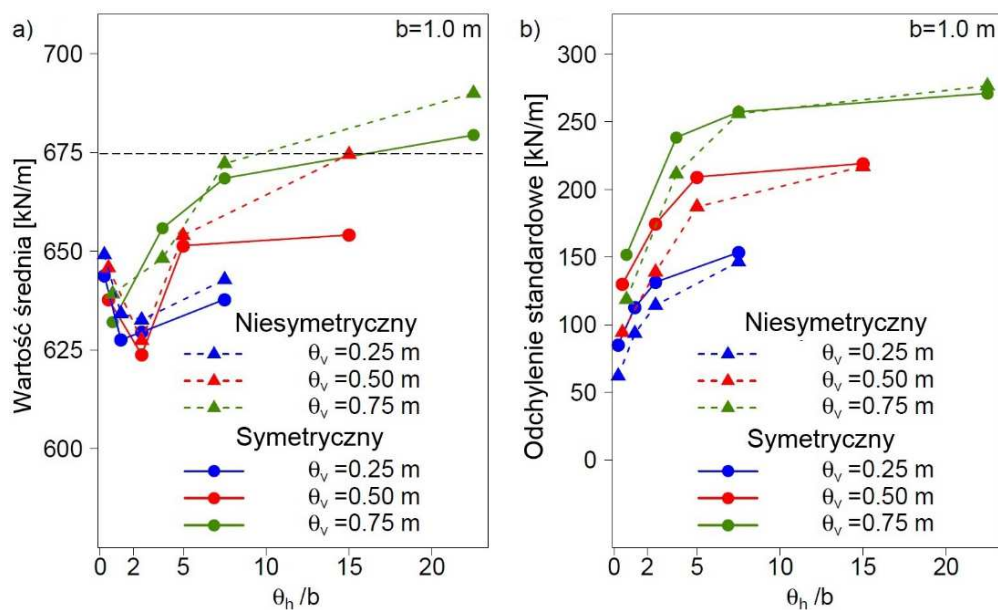 a)
b=1.0 m
Wartość średnia [kN/m]
700
675
650
625
600
Niesymetryczny
θv =0.25 m
θv =0.50 m
θv =0.75 m
Symetryczny
θv =0.25 m
θv =0.50 m
θv =0.75 m
0 2 5 10 15 20
θh /b
b)
b=1.0 m
Odchylenie standardowe [kN/m]
300
250
200
150
100
50
0
Niesymetryczny
θv =0.25 m
θv =0.50 m
θv =0.75 m
Symetryczny
θv =0.25 m
θv =0.50 m
θv =0.75 m
0 2 5 10 15 20
θh /b